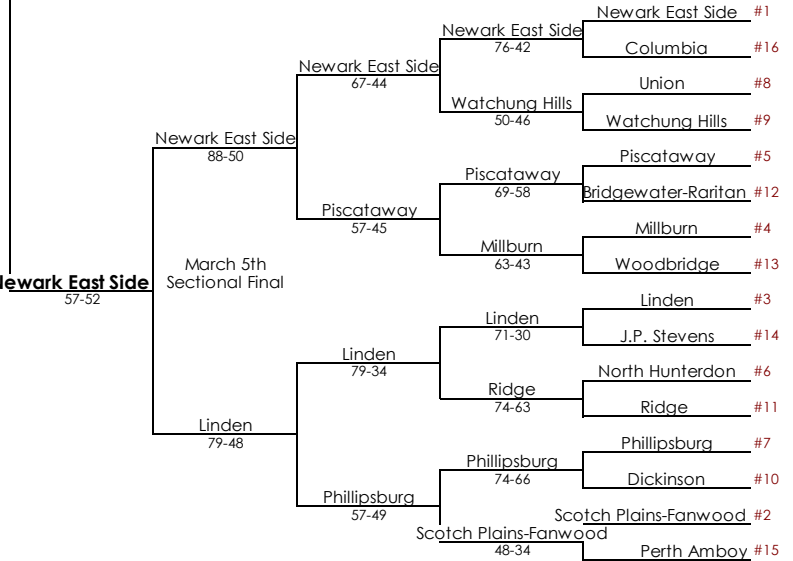 Newark East Side #1
Newark East Side
76-42
Columbia #16
Newark East Side
67-44
Union #8
Watchung Hills
50-46
Watchung Hills #9
Newark East Side
88-50
Piscataway #5
Piscataway
69-58
Bridgewater-Raritan #12
Piscataway
57-45
Millburn #4
Millburn
63-43
Woodbridge #13
March 5th
Sectional Final
ewark East Side
57-52
Linden #3
Linden
71-30
J.P. Stevens #14
Linden
79-34
North Hunterdon #6
Ridge
74-63
Ridge #11
Linden
79-48
Phillipsburg #7
Phillipsburg
74-66
Dickinson #10
Phillipsburg
57-49
Scotch Plains-Fanwood #2
Scotch Plains-Fanwood
48-34
Perth Amboy #15